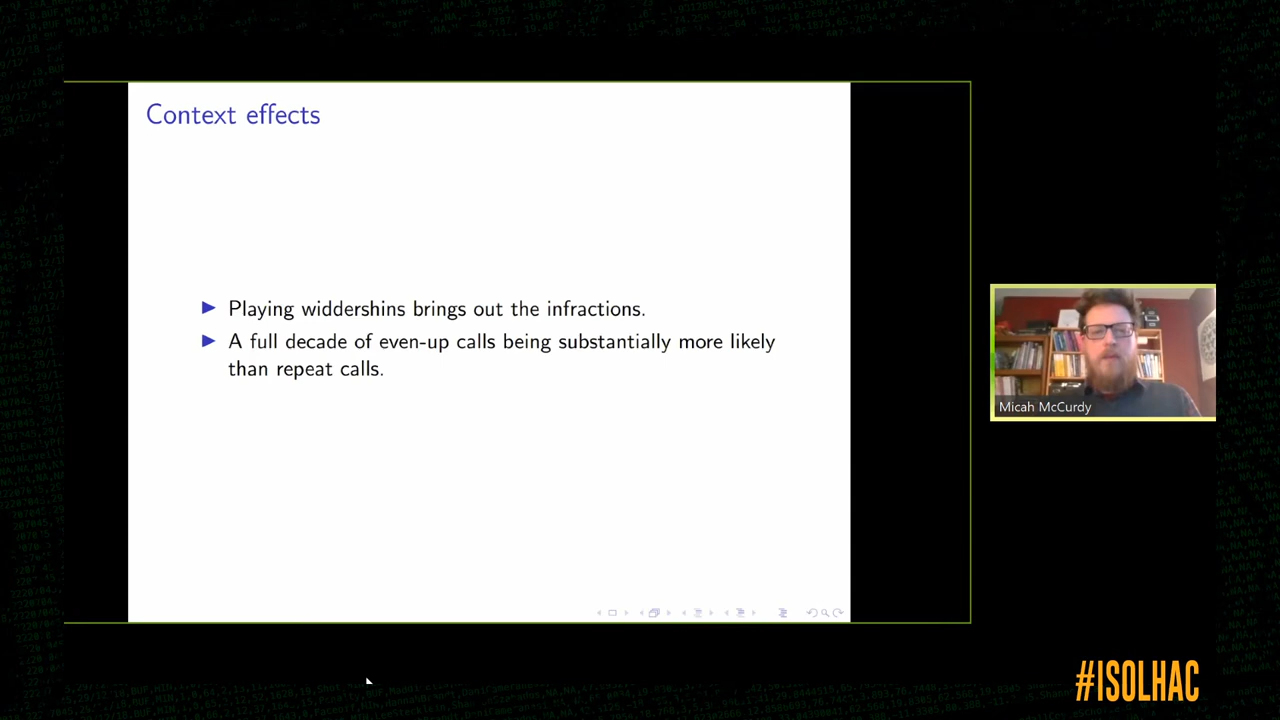 Context effects
Playing widdershins brings out the infractions.
A full decade of even-up calls being substantially more likely
than repeat calls.
Micah McCurdy
#ISOLHAC